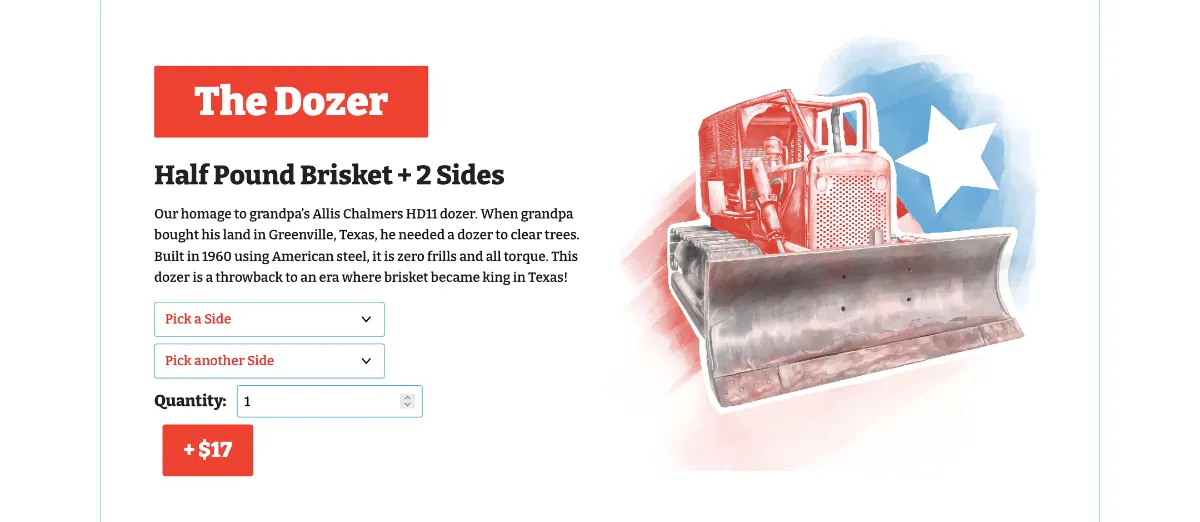 The Dozer
Half Pound Brisket + 2 Sides
Our homage to grandpa's Allis Chalmers HD11 dozer. When grandpa
bought his land in Greenville, Texas, he needed a dozer to clear trees.
Built in 1960 using American steel, it is zero frills and all torque. This
dozer is a throwback to an era where brisket became king in Texas!
Pick a Side
Pick another Side
Quantity: 1
+ $17